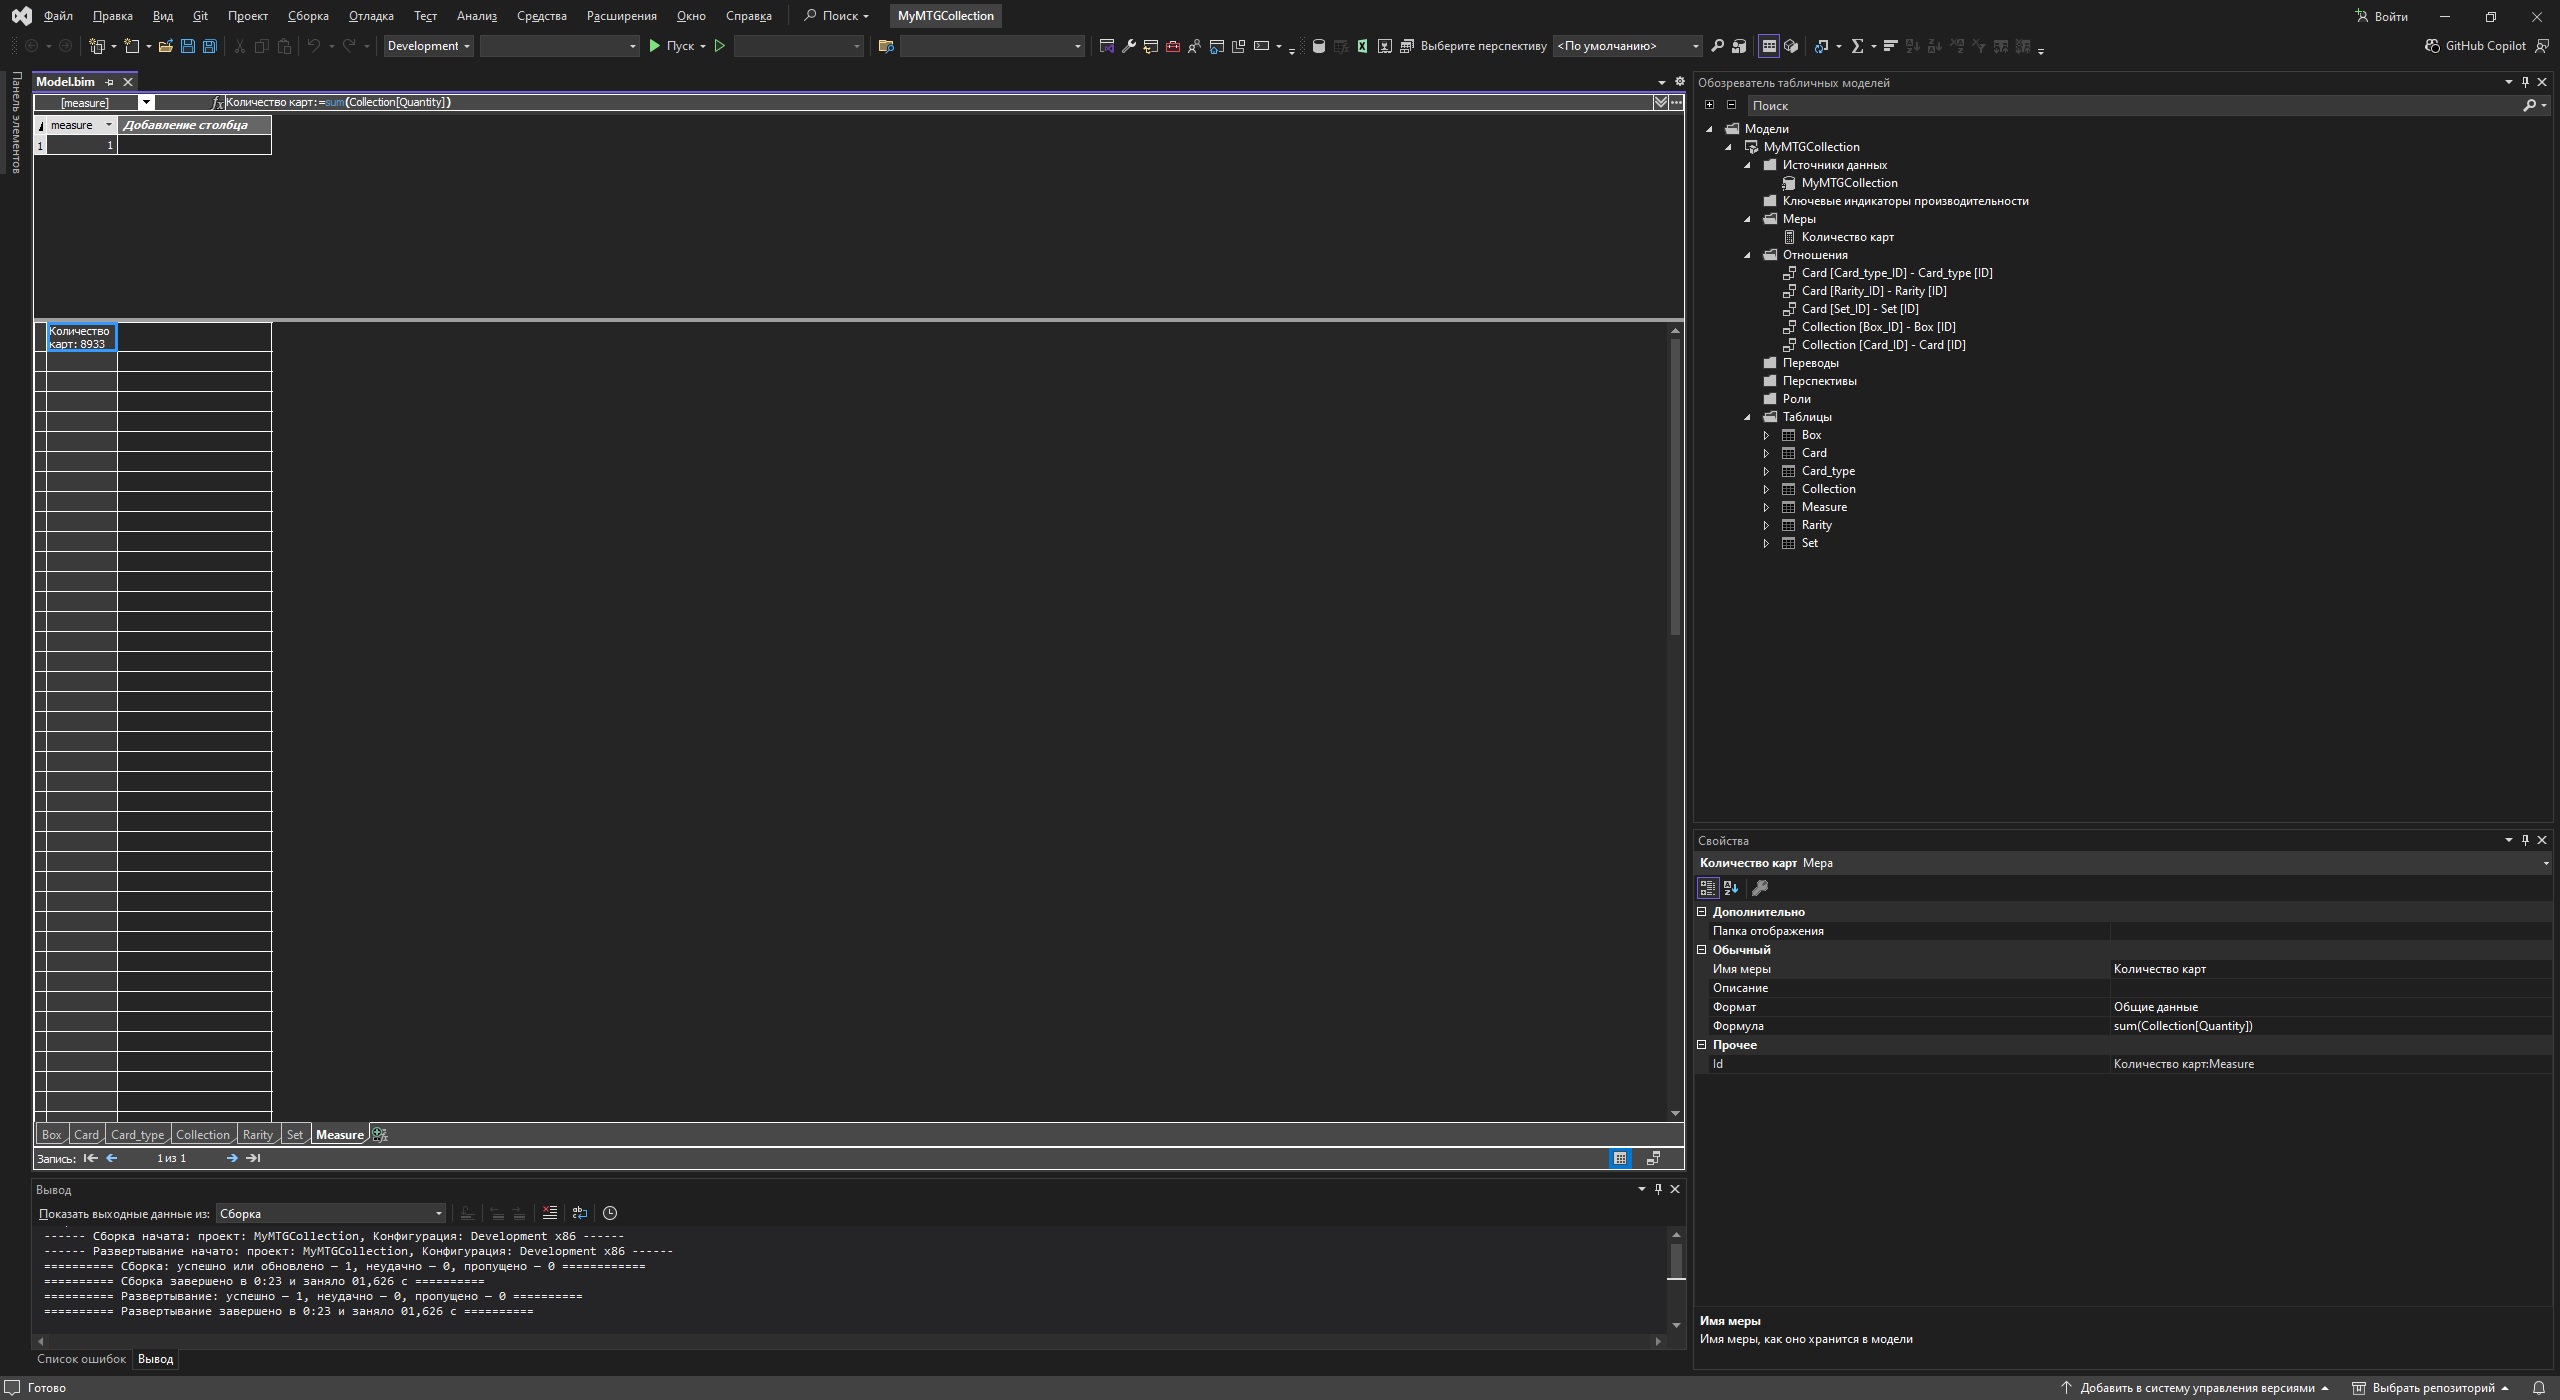 Файл Правка Вид Git Проект Сборка Отладка Тест Анализ Средства Расширения Окно Справка Поиск MyMTGCollection Войти
Development Пуск Выберите перспективу <По умолчанию> GitHub Copilot
Панель элементов
Model.bim
[measure] fx Количество карт:=sum(Collection[Quantity])
measure Добавление столбца
1 1
Количество
карт: 8933
Box Card Card_type Collection Rarity Set Measure
Запись: 1 из 1
Вывод
Показать выходные данные из: Сборка
------ Сборка начата: проект: MyMTGCollection, Конфигурация: Development x86 ------
------ Развертывание начато: проект: MyMTGCollection, Конфигурация: Development x86 ------
========== Сборка: успешно или обновлено — 1, неудачно — 0, пропущено — 0 ============
========== Сборка завершено в 0:23 и заняло 01,626 с ==========
========== Развертывание: успешно — 1, неудачно — 0, пропущено — 0 ==========
========== Развертывание завершено в 0:23 и заняло 01,626 с ==========
Список ошибок Вывод
Обозреватель табличных моделей
Поиск
Модели
MyMTGCollection
Источники данных
MyMTGCollection
Ключевые индикаторы производительности
Меры
Количество карт
Отношения
Card [Card_type_ID] - Card_type [ID]
Card [Rarity_ID] - Rarity [ID]
Card [Set_ID] - Set [ID]
Collection [Box_ID] - Box [ID]
Collection [Card_ID] - Card [ID]
Переводы
Перспективы
Роли
Таблицы
Box
Card
Card_type
Collection
Measure
Rarity
Set
Свойства
Количество карт Мера
Дополнительно
Папка отображения
Обычный
Имя меры Количество карт
Описание
Формат Общие данные
Формула sum(Collection[Quantity])
Прочее
Id Количество карт:Measure
Имя меры
Имя меры, как оно хранится в модели
Готово Добавить в систему управления версиями Выбрать репозиторий